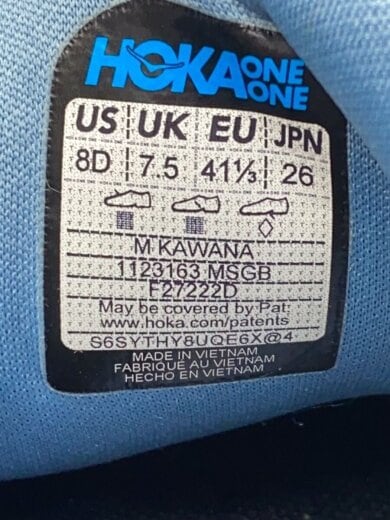 HOKA ONE ONE
US UK EU JPN
8D 7.5 41⅓ 26
M KAWANA
1123163 MSGB
F27222D
May be covered by Pat:
www.hoka.com/patents
S6SYTHY8UQE6X@4
MADE IN VIETNAM
FABRIQUÉ AU VIETNAM
HECHO EN VIETNAM